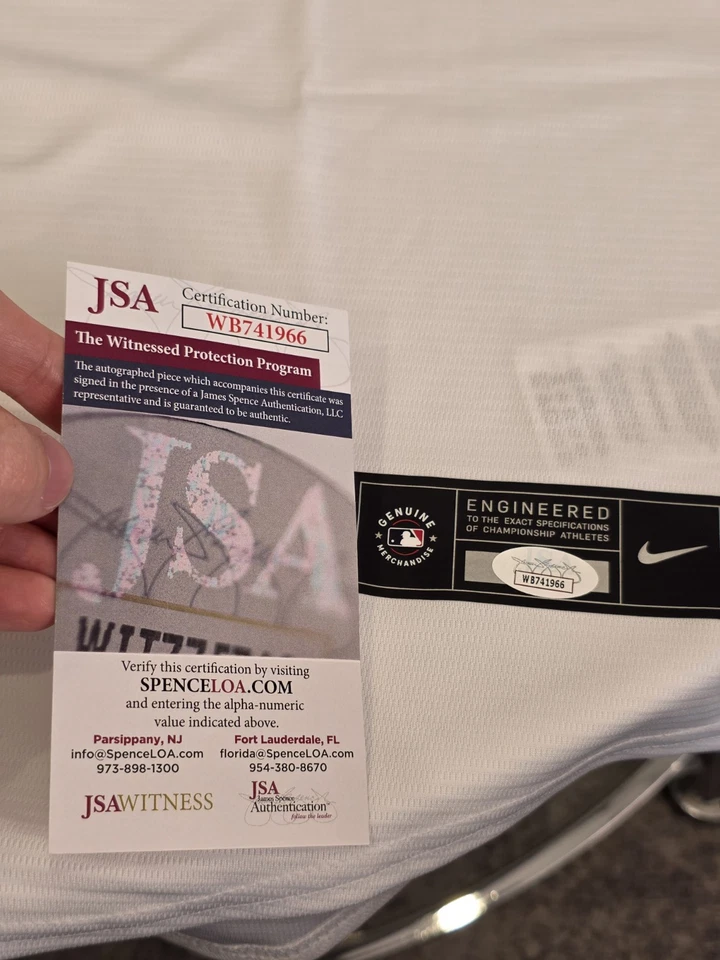 JSA
Certification Number:
WB741966
The Witnessed Protection Program
The autographed piece which accompanies this certificate was
signed in the presence of a James Spence Authentication, LLC
representative and is guaranteed to be authentic.
JSA
Verify this certification by visiting
SPENCELOA.COM
and entering the alpha-numeric
value indicated above.
Parsippany, NJ
info@SpenceLOA.com
973-898-1300
Fort Lauderdale, FL
florida@SpenceLOA.com
954-380-8670
JSAWITNESS
JSA
James Spence
Authentication
Follow the leader
GENUINE
MERCHANDISE
ENGINEERED
TO THE EXACT SPECIFICATIONS
OF CHAMPIONSHIP ATHLETES
WB741966